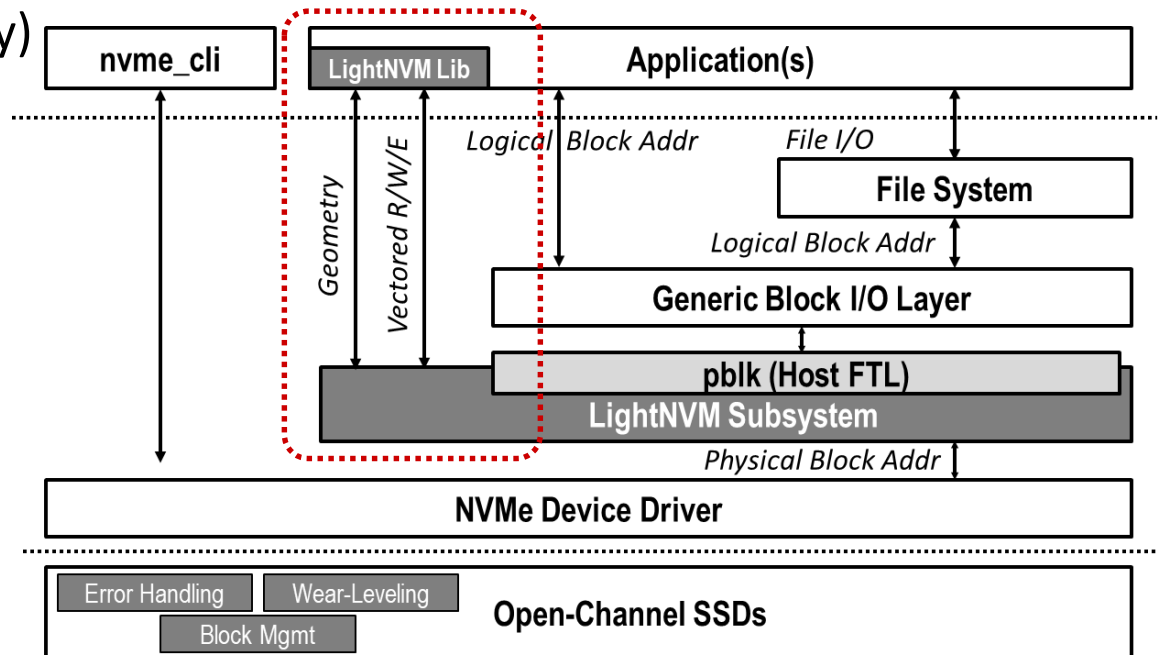 y)
nvme_cli
LightNVM Lib
Application(s)
Logical Block Addr
File I/O
Geometry
Vectored R/W/E
File System
Logical Block Addr
Generic Block I/O Layer
pblk (Host FTL)
LightNVM Subsystem
Physical Block Addr
NVMe Device Driver
Error Handling
Wear-Leveling
Block Mgmt
Open-Channel SSDs